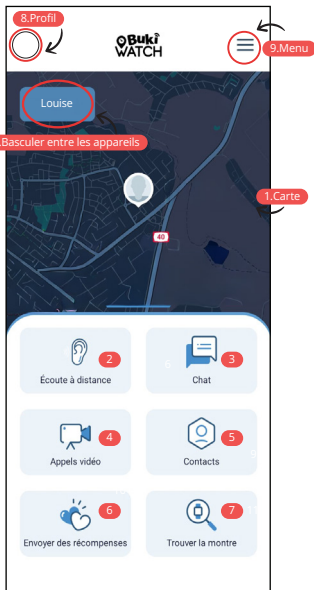 8.Profil
OBuki
WATCH
9.Menu
Louise
.Basculer entre les appareils
1.Carte
40
2
Écoute à distance
3
Chat
4
Appels vidéo
5
Contacts
6
Envoyer des récompenses
7
Trouver la montre